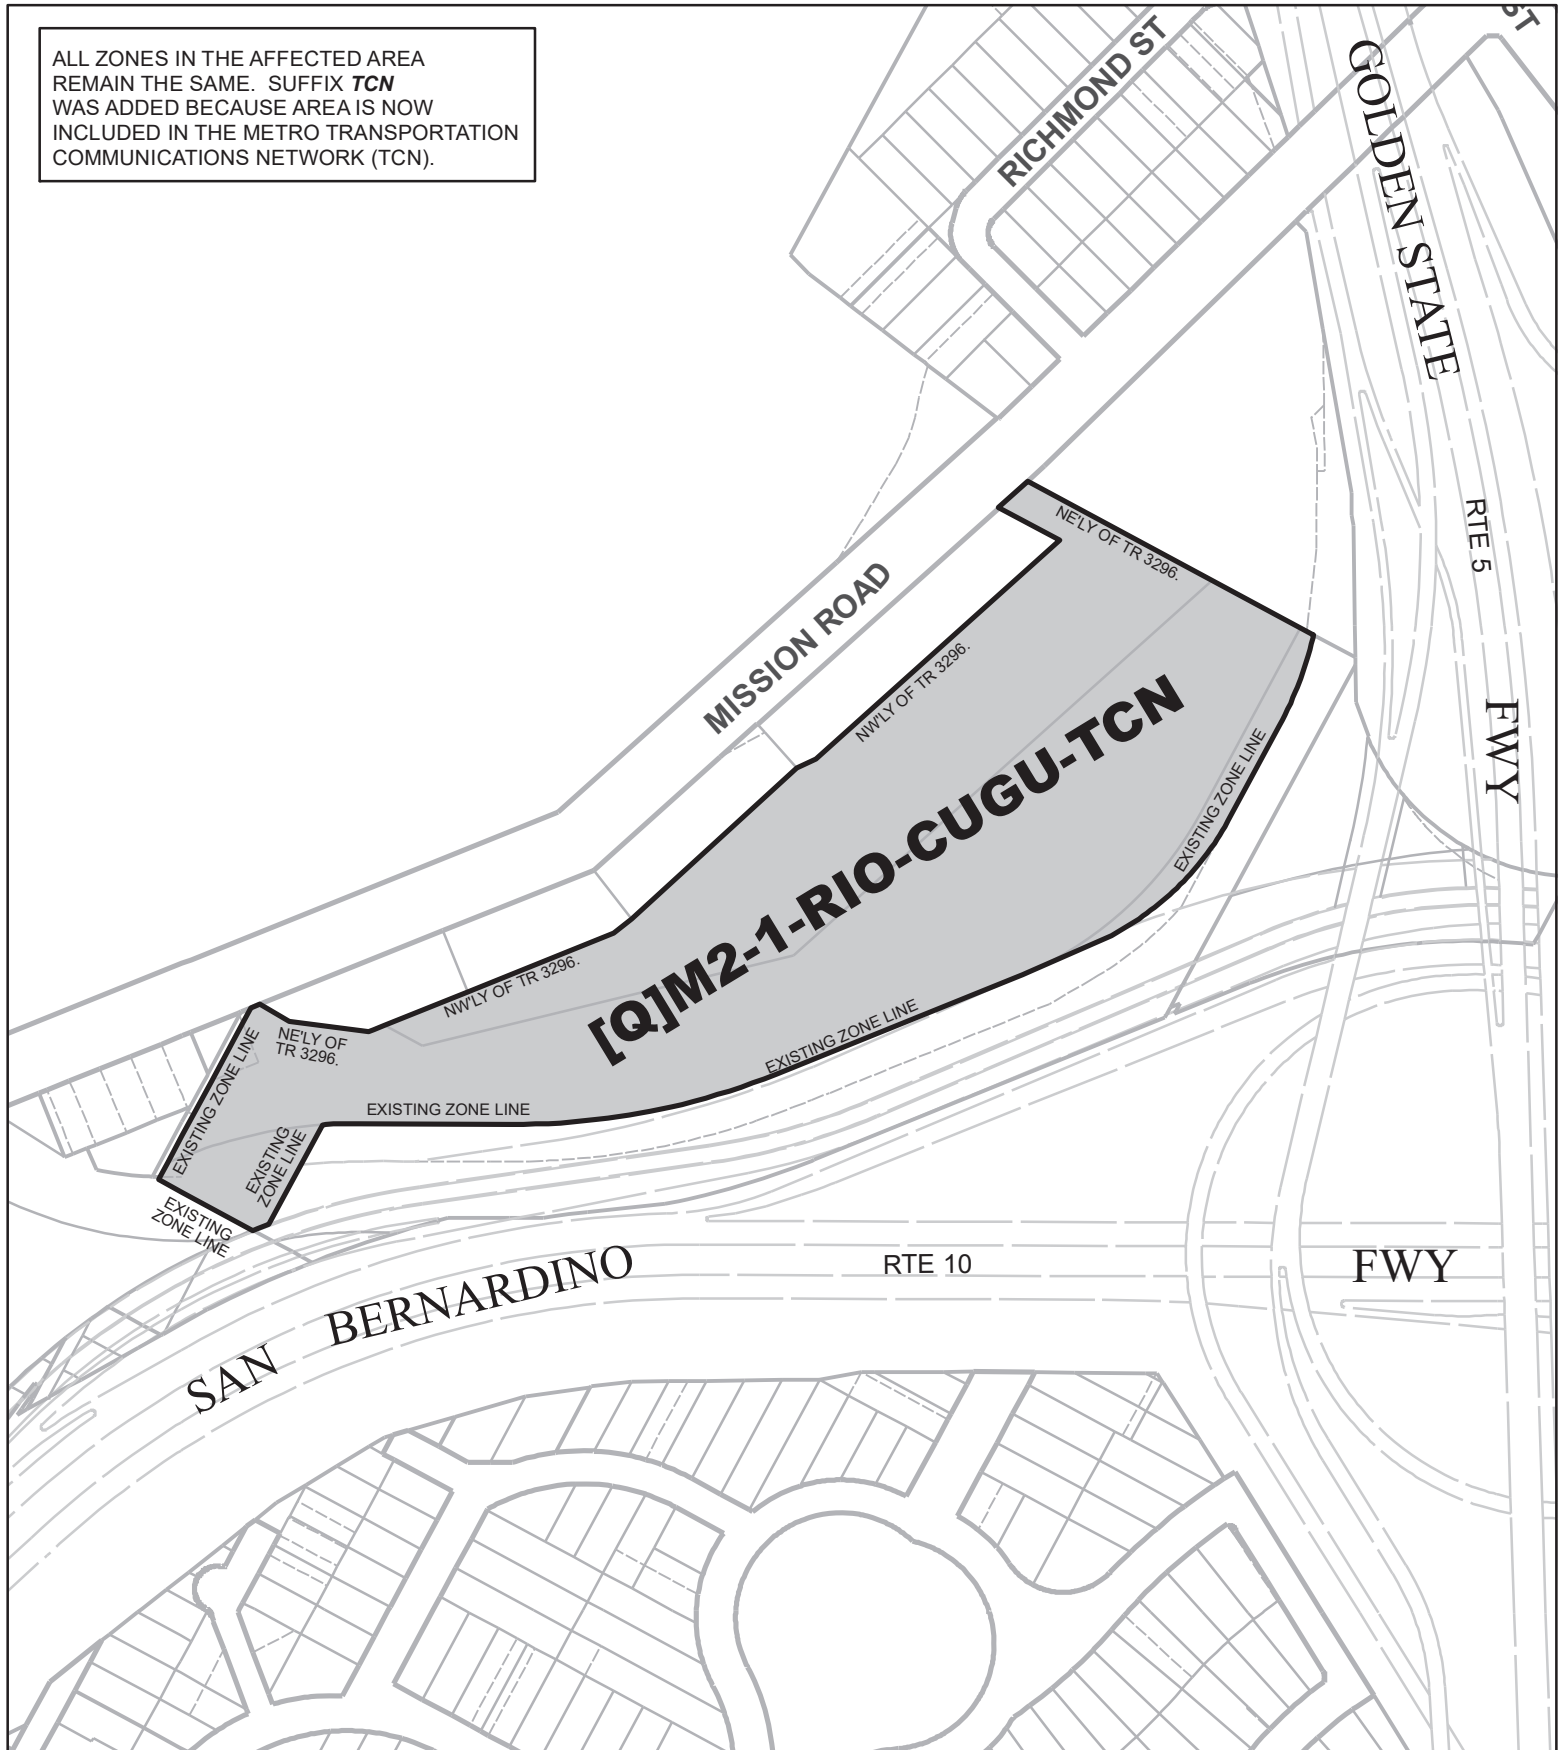 ALL ZONES IN THE AFFECTED AREA
REMAIN THE SAME. SUFFIX TCN
WAS ADDED BECAUSE AREA IS NOW
INCLUDED IN THE METRO TRANSPORTATION
COMMUNICATIONS NETWORK (TCN).
ST
RICHMOND ST
GOLDEN STATE
RTE 5
FWY
MISSION ROAD
NE'LY OF TR 3296.
NW'LY OF TR 3296.
[Q]M2-1-RIO-CUGU-TCN
EXISTING ZONE LINE
NW'LY OF TR 3296.
NE'LY OF
TR 3296.
EXISTING ZONE LINE
EXISTING ZONE LINE
EXISTING ZONE LINE
EXISTING
ZONE LINE
EXISTING
ZONE LINE
SAN BERNARDINO
RTE 10
FWY